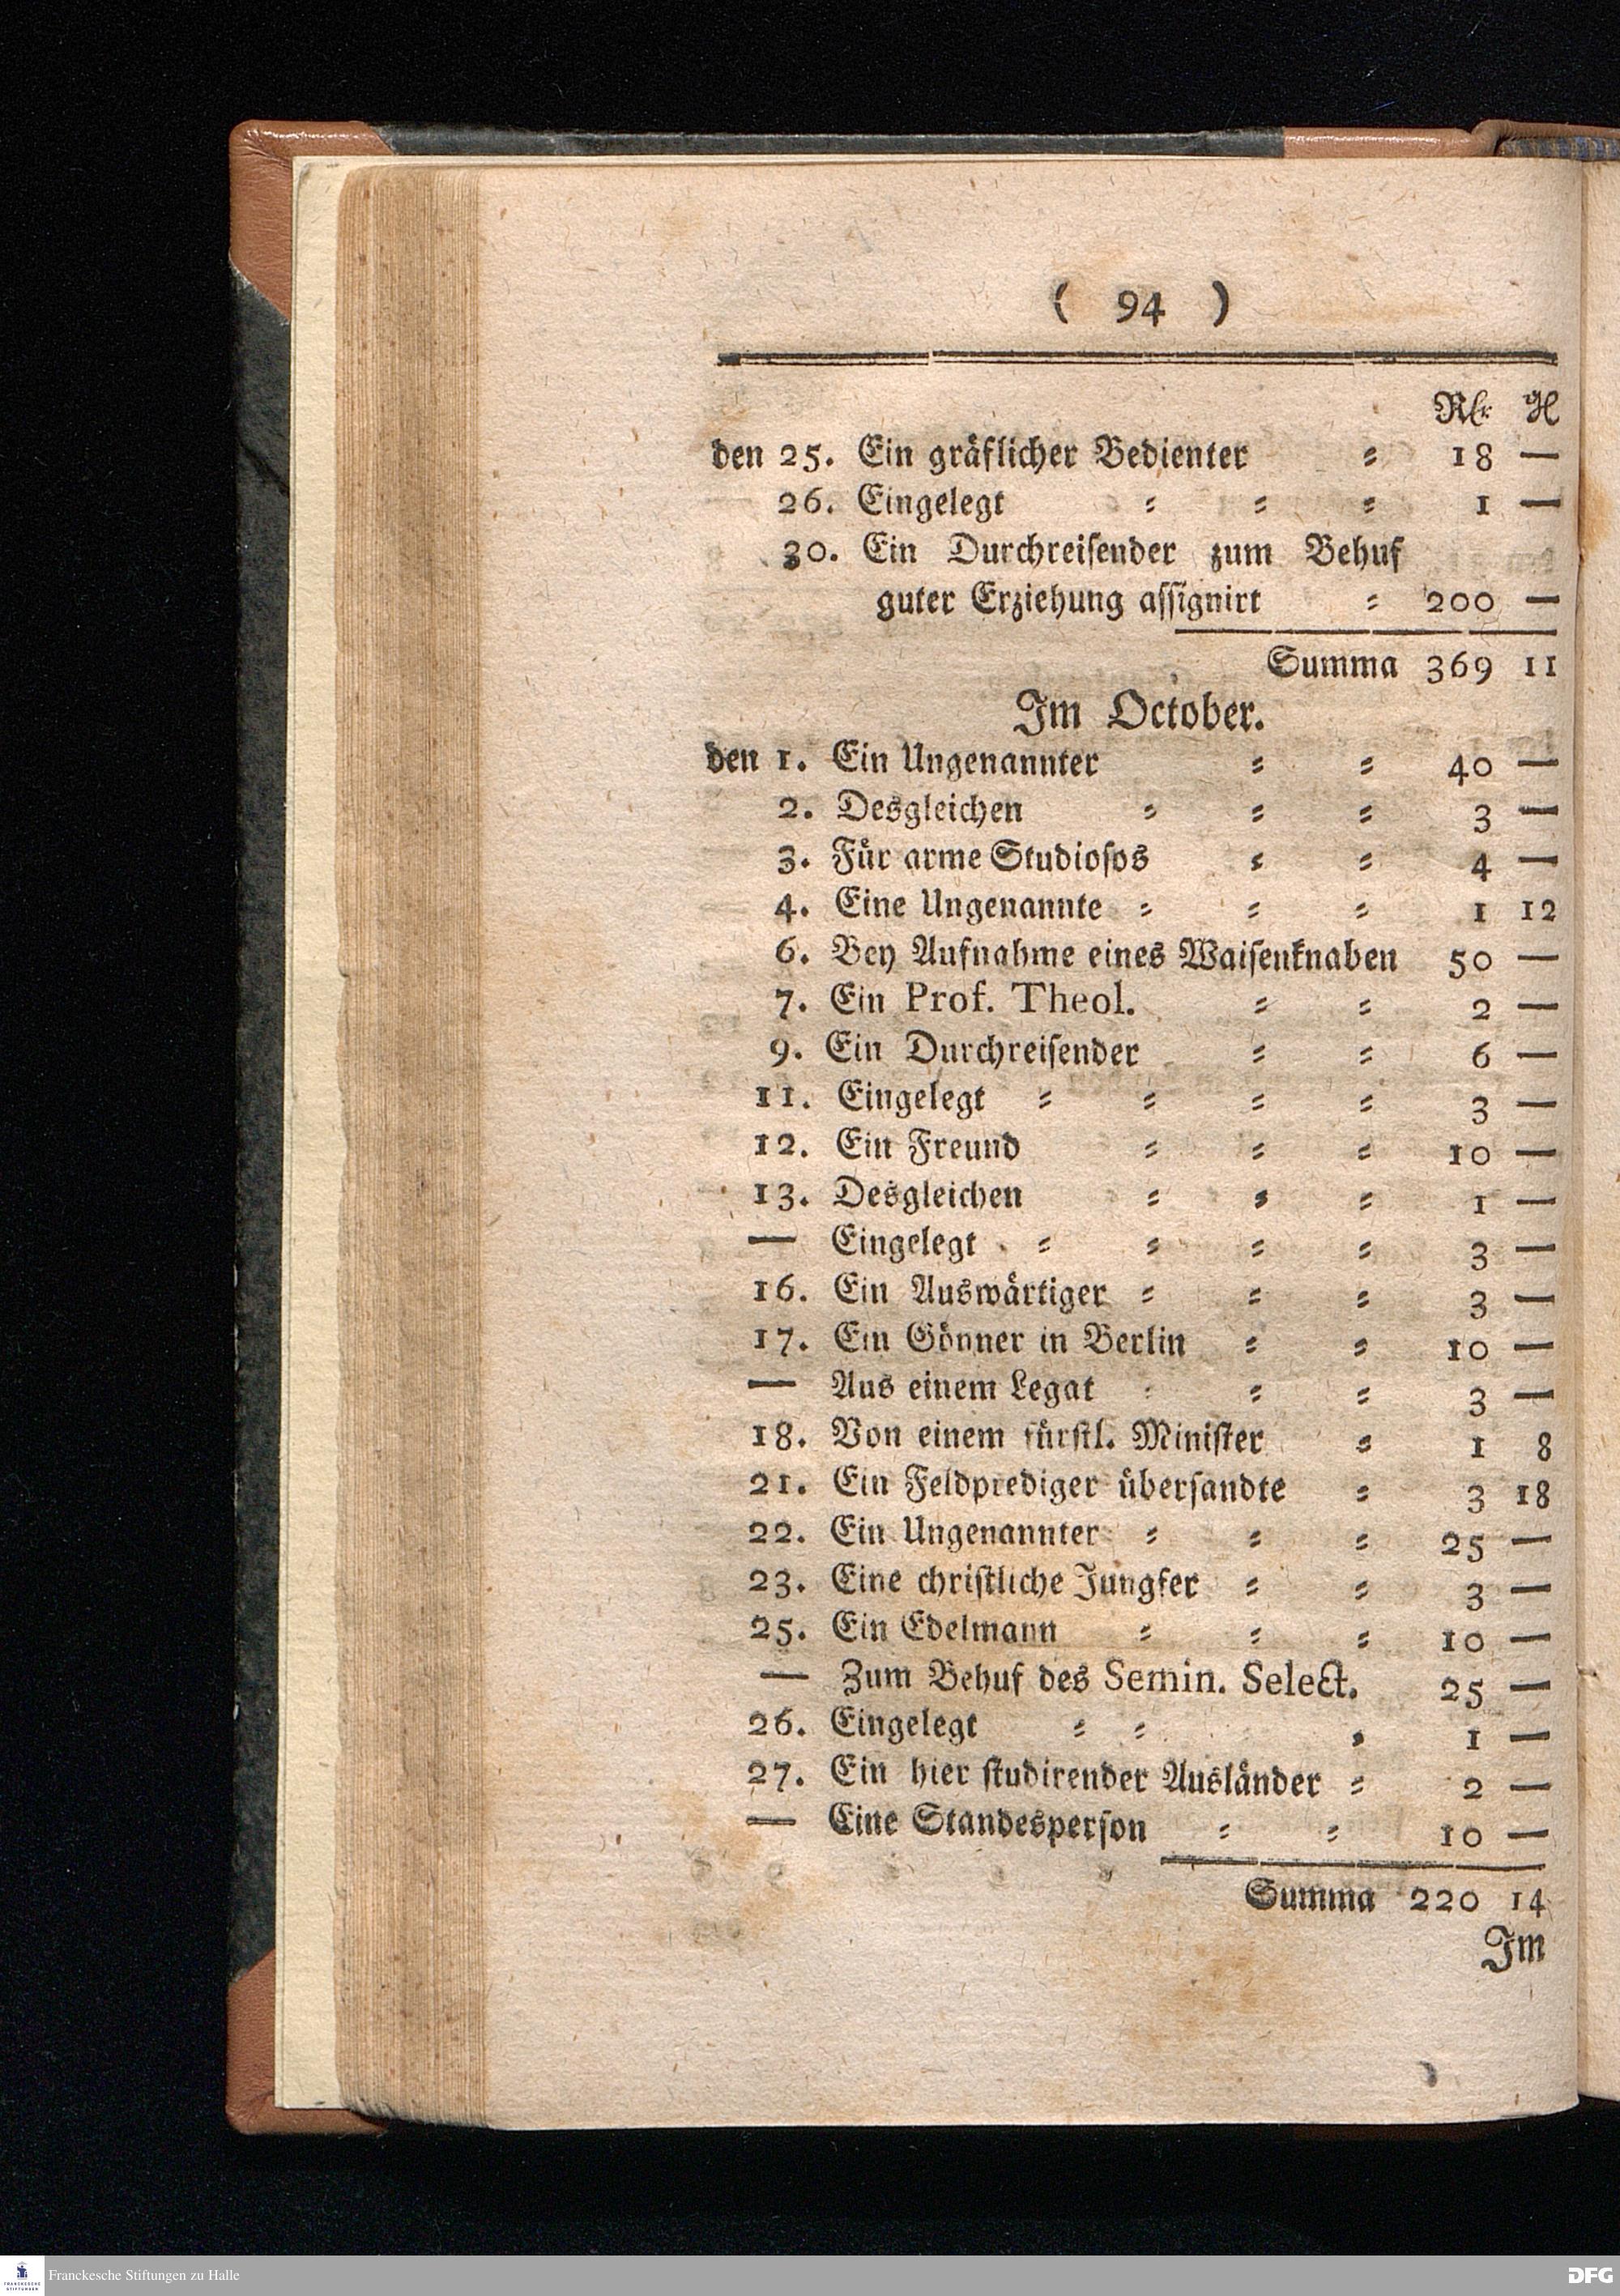 ( 94 )
Rlr. gl
den 25. Ein gräflicher Bedienter = 18 —
26. Eingelegt = = = 1 —
30. Ein Durchreiſender zum Behuf
guter Erziehung aſſignirt = 200 —
Summa 369 11
Im October.
den 1. Ein Ungenannter = = 40 —
2. Desgleichen = = = 3 —
3. Für arme Studioſos = = 4 —
4. Eine Ungenannte = = = 1 12
6. Bey Aufnahme eines Waiſenknaben 50 —
7. Ein Prof. Theol. = = 2 —
9. Ein Durchreiſender = = 6 —
11. Eingelegt = = = = 3 —
12. Ein Freund = = = 10 —
13. Desgleichen = = = 1 —
— Eingelegt = = = = 3 —
16. Ein Auswärtiger = = = 3 —
17. Ein Gönner in Berlin = = 10 —
— Aus einem Legat = = = 3 —
18. Von einem fürſtl. Miniſter = 1 8
21. Ein Feldprediger überſandte = 3 18
22. Ein Ungenannter = = = 25 —
23. Eine chriſtliche Jungfer = = 3 —
25. Ein Edelmann = = = 10 —
— Zum Behuf des Semin. Select. 25 —
26. Eingelegt = = = 1 —
27. Ein hier ſtudirender Ausländer = 2 —
— Eine Standesperſon = = 10 —
Summa 220 14
Im
FRANCKESCHE STIFTUNGEN
Franckesche Stiftungen zu Halle
DFG